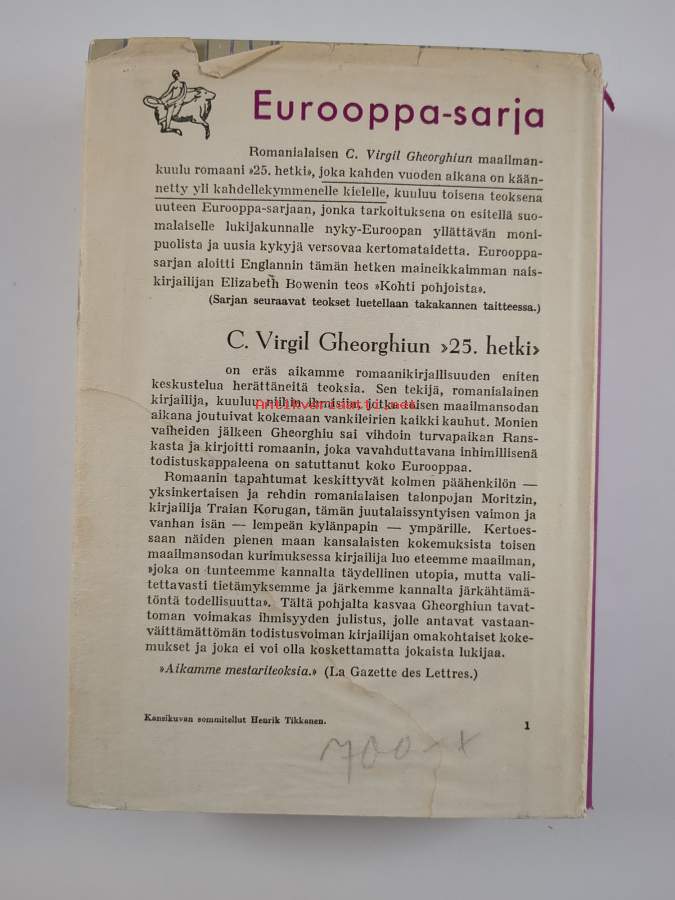 Eurooppa-sarja
Romanialaisen C. Virgil Gheorghiun maailman-
kuulu romaani »25. hetki», joka kahden vuoden aikana on kään-
netty yli kahdellekymmenelle kielelle, kuuluu toisena teoksena
uuteen Eurooppa-sarjaan, jonka tarkoituksena on esitellä suo-
malaiselle lukijakunnalle nyky-Euroopan yllättävän moni-
puolista ja uusia kykyjä versovaa kertomataidetta. Eurooppa-
sarjan aloitti Englannin tämän hetken maineikkaimman nais-
kirjailijan Elizabeth Bowenin teos »Kohti pohjoista».
(Sarjan seuraavat teokset luetellaan takakannen taitteessa.)
C. Virgil Gheorghiun »25. hetki»
on eräs aikamme romaanikirjallisuuden eniten
keskustelua herättäneitä teoksia. Sen tekijä, romanialainen
kirjailija, kuuluu niihin ihmisiin, jotka toisen maailmansodan
Antikvariaatti.net
aikana joutuivat kokemaan vankileirien kaikki kauhut. Monien
vaiheiden jälkeen Gheorghiu sai vihdoin turvapaikan Rans-
kasta ja kirjoitti romaanin, joka vavahduttavana inhimillisenä
todistuskappaleena on satuttanut koko Eurooppaa.
Romaanin tapahtumat keskittyvät kolmen päähenkilön —
yksinkertaisen ja rehdin romanialaisen talonpojan Moritzin,
kirjailija Traian Korugan, tämän juutalaissyntyisen vaimon ja
vanhan isän — lempeän kylänpapin — ympärille. Kertoes-
saan näiden pienen maan kansalaisten kokemuksista toisen
maailmansodan kurimuksessa kirjailija luo eteemme maailman,
»joka on tunteemme kannalta täydellinen utopia, mutta vali-
tettavasti tietämyksemme ja järkemme kannalta järkähtämä-
töntä todellisuutta». Tältä pohjalta kasvaa Gheorghiun tavat-
toman voimakas ihmisyyden julistus, jolle antavat vastaan-
väittämättömän todistusvoiman kirjailijan omakohtaiset koke-
mukset ja joka ei voi olla koskettamatta jokaista lukijaa.
»Aikamme mestariteoksia.» (La Gazette des Lettres.)
Kansikuvan sommitellut Henrik Tikkanen.
1
700